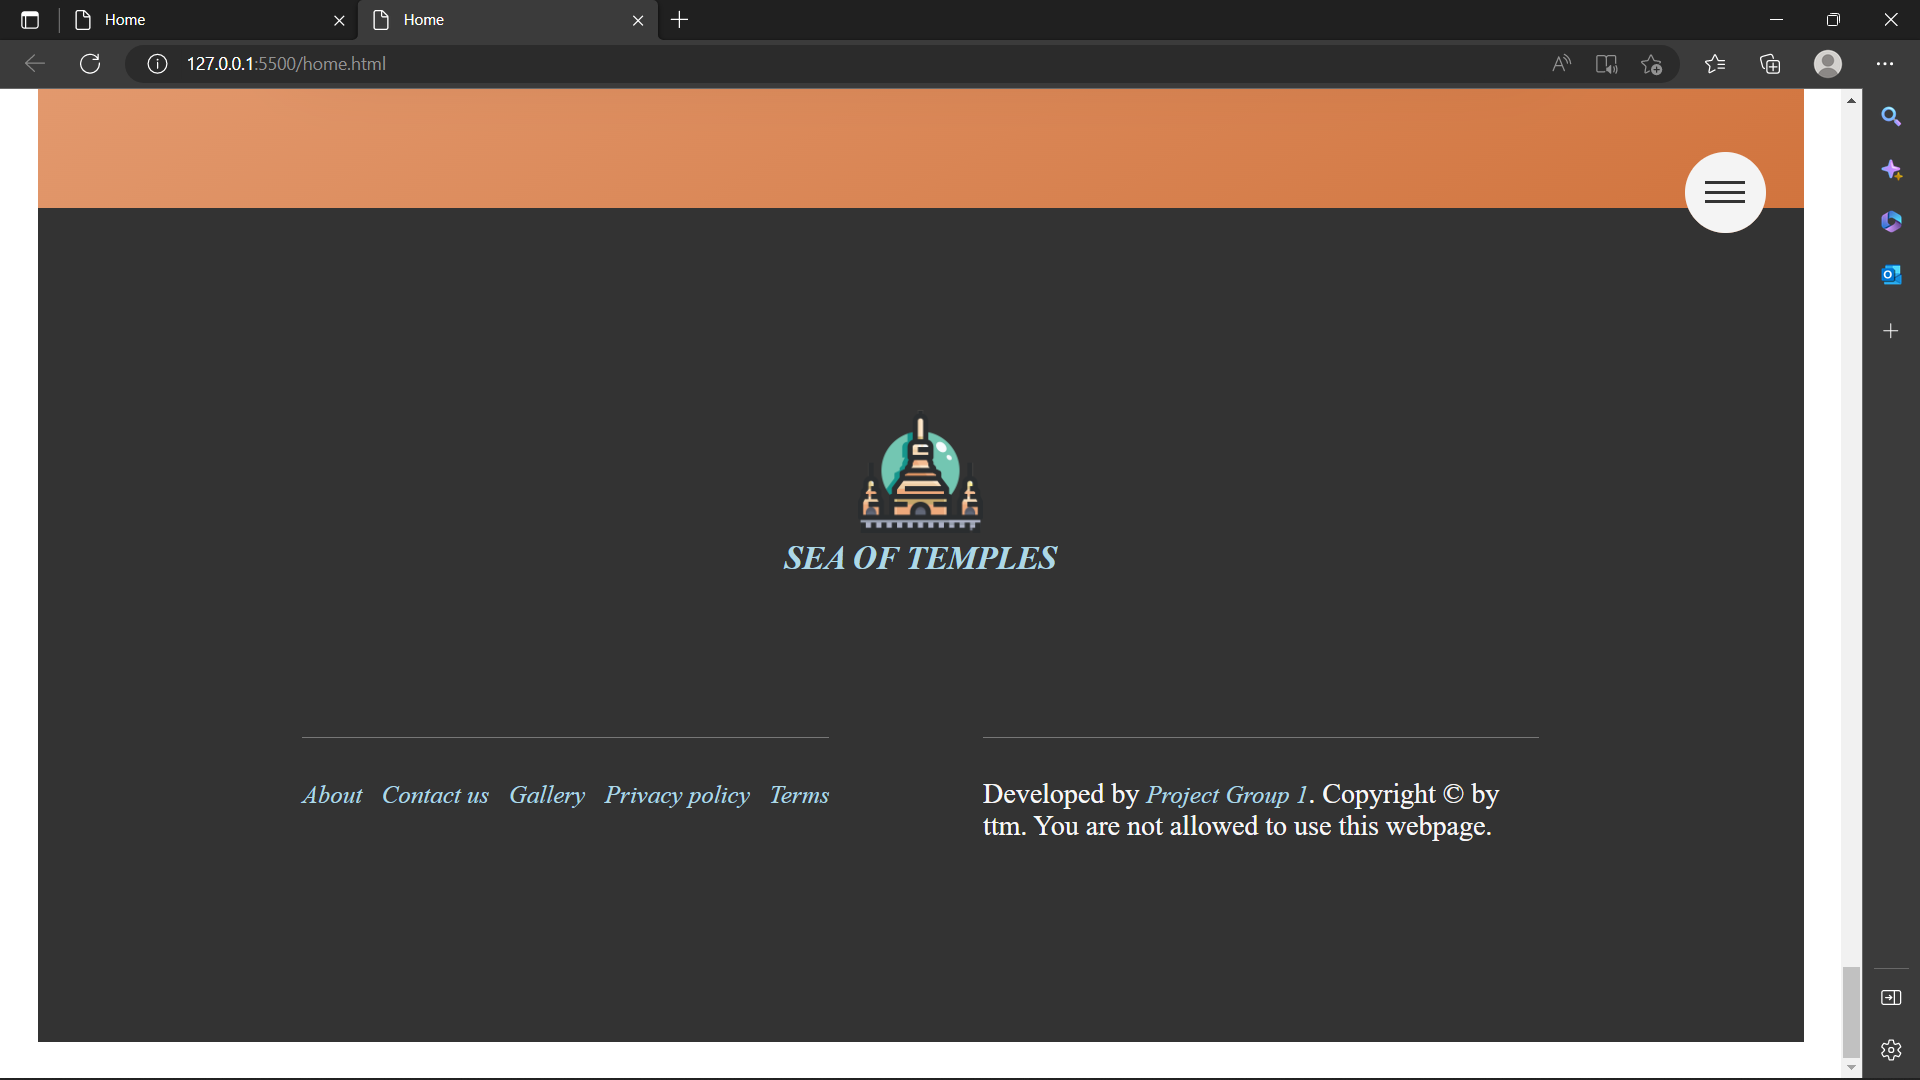 Home
Home
127.0.0.1:5500/home.html
SEA OF TEMPLES
About Contact us Gallery Privacy policy Terms
Developed by Project Group 1. Copyright © by
ttm. You are not allowed to use this webpage.